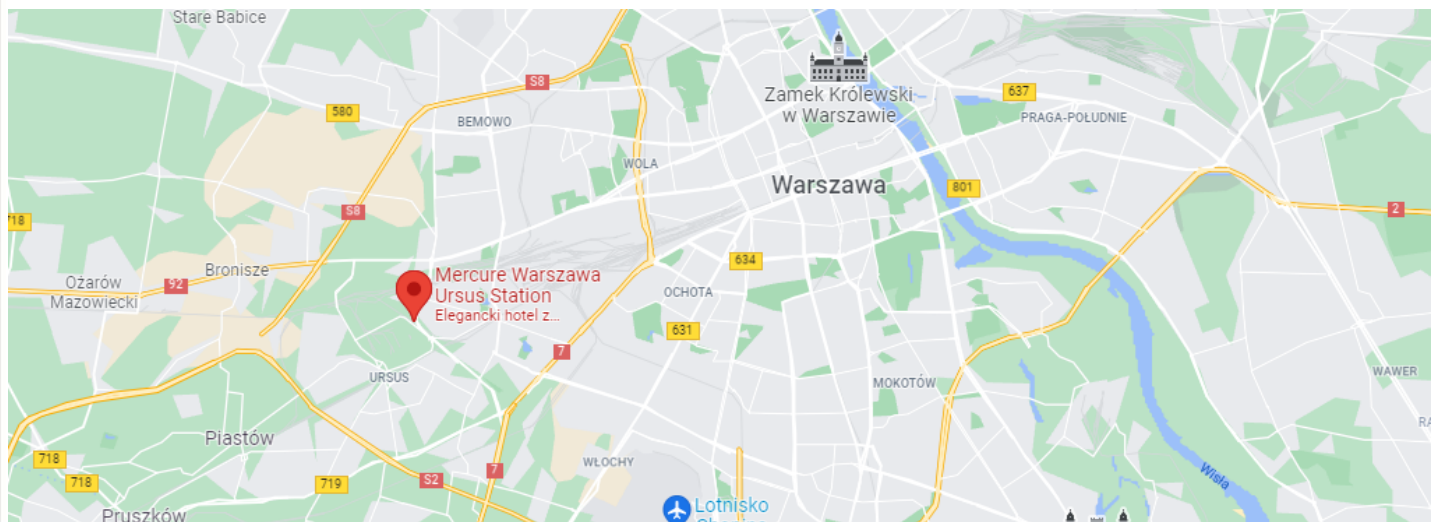 Stare Babice
S8
580
BEMOWO
Zamek Królewski
w Warszawie
637
PRAGA-POŁUDNIE
WOLA
Warszawa
801
S8
2
718
Bronisze
634
Ożarów
Mazowiecki
92
Mercure Warszawa
Ursus Station
Elegancki hotel z...
OCHOTA
631
7
URSUS
MOKOTÓW
WAWER
Piastów
718
718
719
S2
7
WŁOCHY
Wisła
Pruszków
Lotnisko